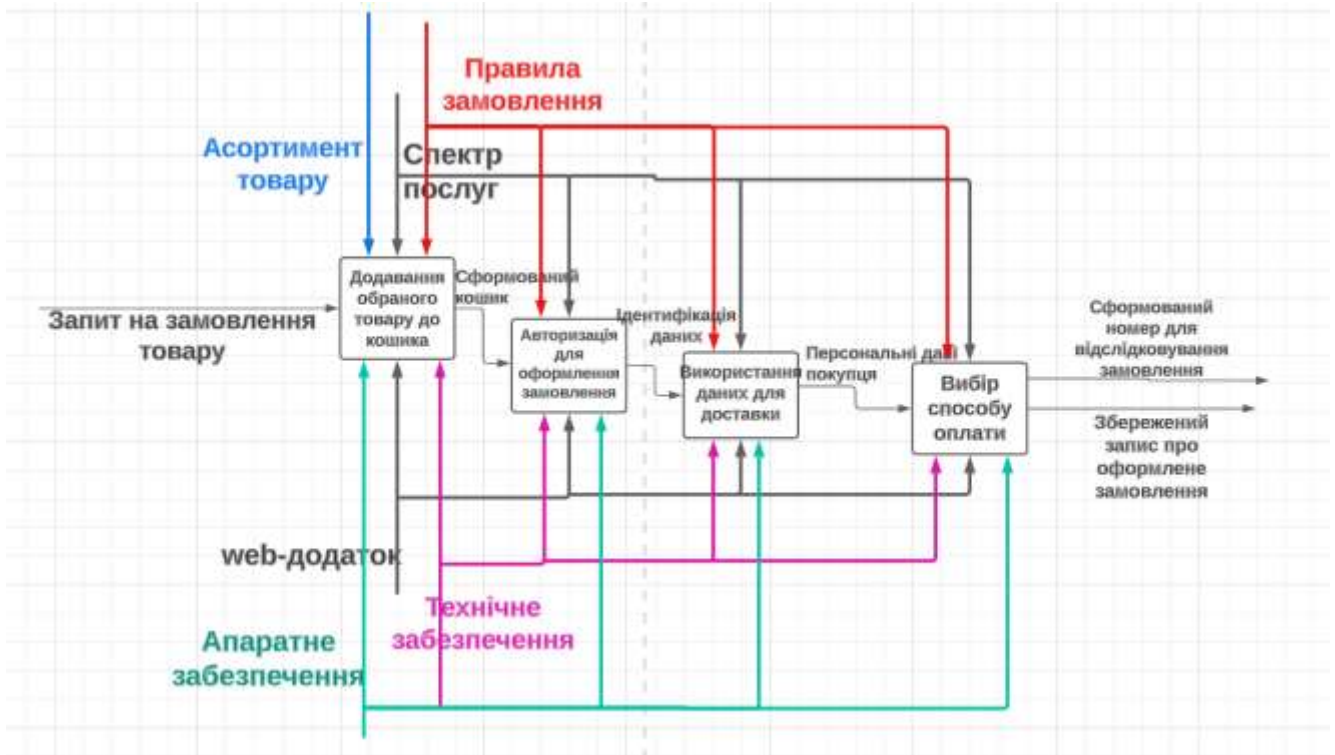 Правила
замовлення
Асортимент
товару
Спектр
послуг
Додавання
обраного
товару до
кошика
Сформований
кошик
Запит на замовлення
товару
Авторизація
для
оформлення
замовлення
Ідентифікація
даних
Використання
даних для
доставки
Персональні дані
покупця
Вибір
способу
оплати
Сформований
номер для
відслідковування
замовлення
Збережений
запис про
оформлене
замовлення
web-додаток
Технічне
забезпечення
Апаратне
забезпечення